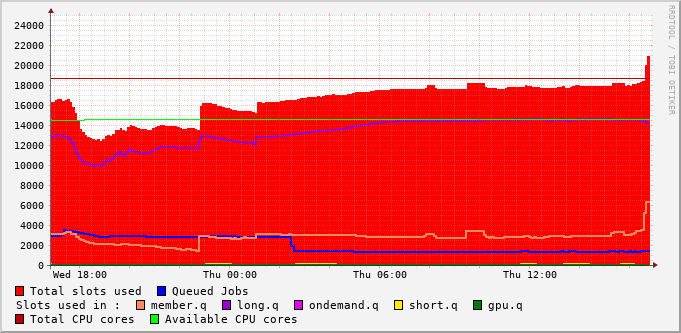 RRDTOOL / TOBI OETIKER
24000
22000
20000
18000
16000
14000
12000
10000
8000
6000
4000
2000
0
Wed 18:00 Thu 00:00 Thu 06:00 Thu 12:00
Total slots used Queued Jobs
Slots used in : member.q long.q ondemand.q short.q gpu.q
Total CPU cores Available CPU cores